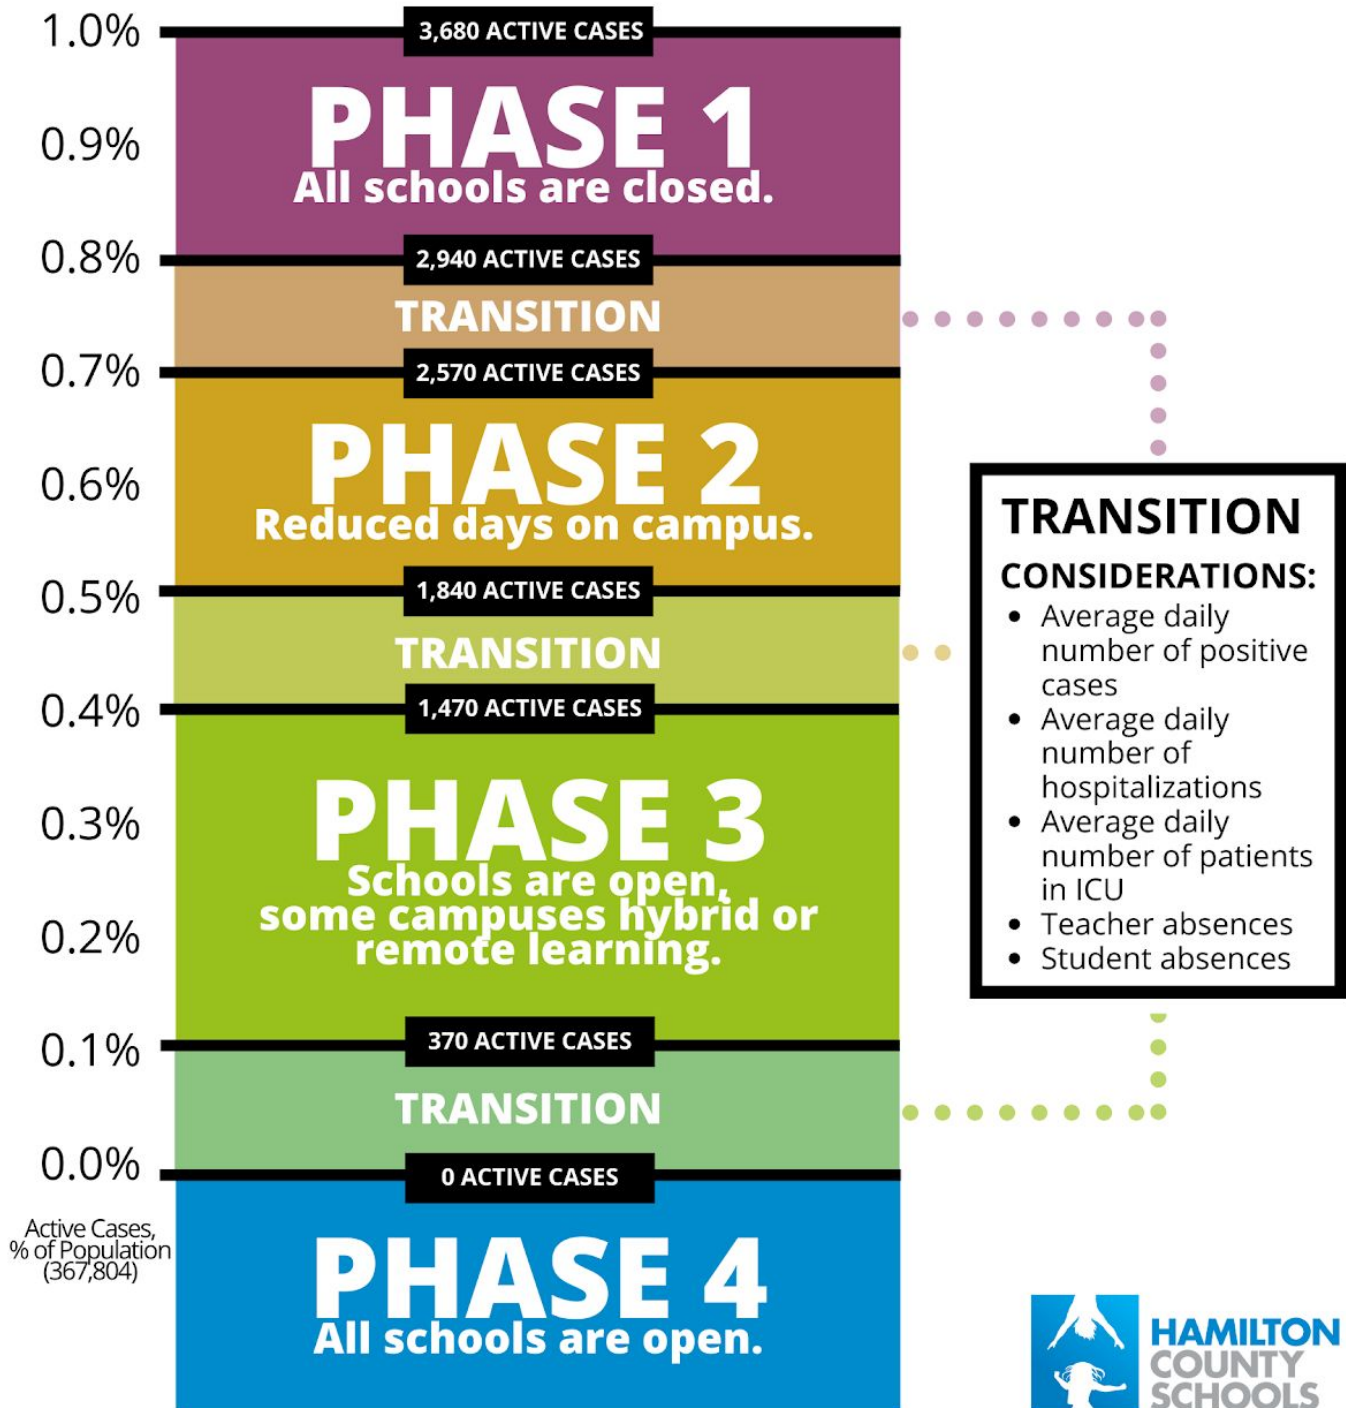 1.0%
3,680 ACTIVE CASES
PHASE 1
0.9%
All schools are closed.
0.8%
2,940 ACTIVE CASES
TRANSITION
0.7%
2,570 ACTIVE CASES
PHASE 2
0.6%
Reduced days on campus.
0.5%
1,840 ACTIVE CASES
TRANSITION
0.4%
1,470 ACTIVE CASES
PHASE 3
0.3%
Schools are open,
some campuses hybrid or
0.2%
remote learning.
0.1%
370 ACTIVE CASES
TRANSITION
0.0%
0 ACTIVE CASES
Active Cases,
% of Population
(367,804)
PHASE 4
All schools are open.
TRANSITION
CONSIDERATIONS:
• Average daily
number of positive
cases
• Average daily
number of
hospitalizations
• Average daily
number of patients
in ICU
• Teacher absences
• Student absences
HAMILTON
COUNTY
SCHOOLS